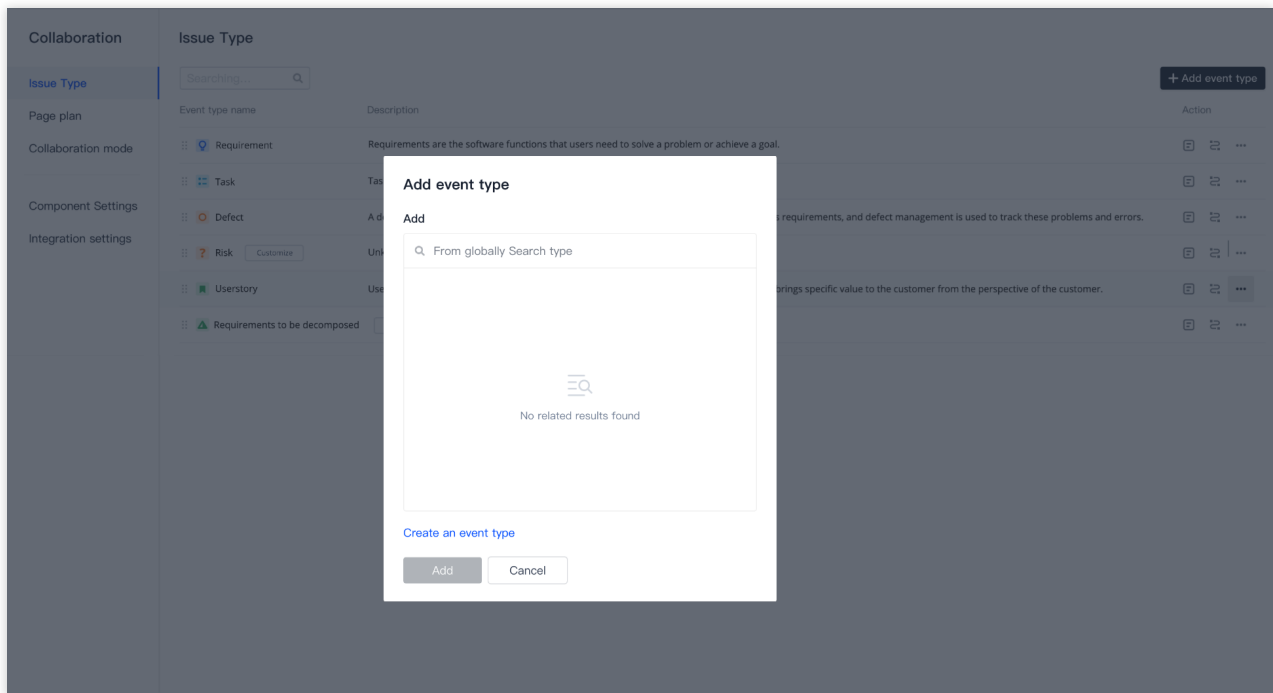 Collaboration
Issue Type
Issue Type
Searching...
+ Add event type
Page plan
Event type name
Description
Action
Collaboration mode
Requirement
Requirements are the software functions that users need to solve a problem or achieve a goal.
Task
Tas
Add event type
Component Settings
Add
Defect
A de
s requirements, and defect management is used to track these problems and errors.
Integration settings
From globally Search type
Risk
Customize
Unk
Userstory
Use
brings specific value to the customer from the perspective of the customer.
Requirements to be decomposed
No related results found
Create an event type
Add
Cancel